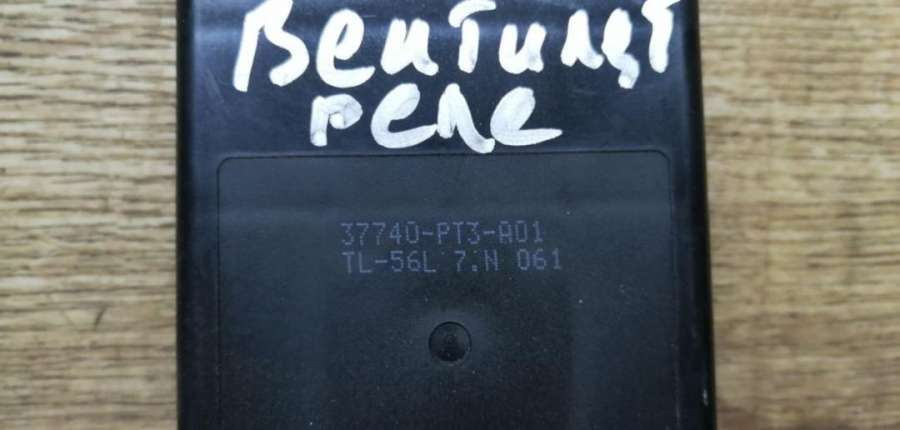 Вентилят
реле
37740-PT3-A01
TL-56L 7.N 061